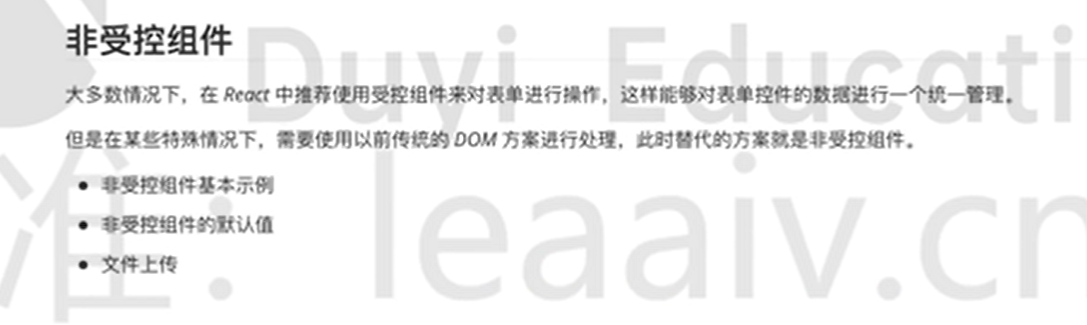 非受控组件
Duyi Educati
大多数情况下，在 React 中推荐使用受控组件来对表单进行操作，这样能够对表单控件的数据进行一个统一管理。
但是在某些特殊情况下，需要使用以前传统的 DOM 方案进行处理，此时替代的方案就是非受控组件。
非受控组件基本示例
非受控组件的默认值
文件上传
准：leaaiv.cn